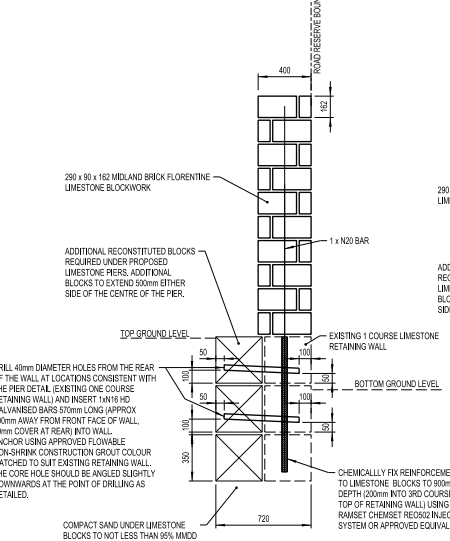 ROAD RESERVE BOUN
400
162
290 x 90 x 162 MIDLAND BRICK FLORENTINE
LIMESTONE BLOCKWORK
290
LIM
1 x N20 BAR
ADDITIONAL RECONSTITUTED BLOCKS
REQUIRED UNDER PROPOSED
LIMESTONE PIERS. ADDITIONAL
BLOCKS TO EXTEND 500mm EITHER
SIDE OF THE CENTRE OF THE PIER.
ADD
REC
LIM
BLO
SID
TOP GROUND LEVEL
EXISTING 1 COURSE LIMESTONE
RETAINING WALL
50
100
100
50
BOTTOM GROUND LEVEL
50
100
100
50
350
720
RILL 40mm DIAMETER HOLES FROM THE REAR
F THE WALL AT LOCATIONS CONSISTENT WITH
HE PIER DETAIL (EXISTING ONE COURSE
ETAINING WALL) AND INSERT 1xN16 HD
ALVANISED BARS 570mm LONG (APPROX
00mm AWAY FROM FRONT FACE OF WALL,
0mm COVER AT REAR) INTO WALL.
NCHOR USING APPROVED FLOWABLE
ON-SHRINK CONSTRUCTION GROUT COLOUR
ATCHED TO SUIT EXISTING RETAINING WALL.
HE CORE HOLE SHOULD BE ANGLED SLIGHTLY
OWNWARDS AT THE POINT OF DRILLING AS
ETAILED.
CHEMICALLLY FIX REINFORCEME
TO LIMESTONE BLOCKS TO 900m
DEPTH (200mm INTO 3RD COURSE
TOP OF RETAINING WALL) USING
RAMSET CHEMSET REO502 INJEC
SYSTEM OR APPROVED EQUIVAL
COMPACT SAND UNDER LIMESTONE
BLOCKS TO NOT LESS THAN 95% MMDD